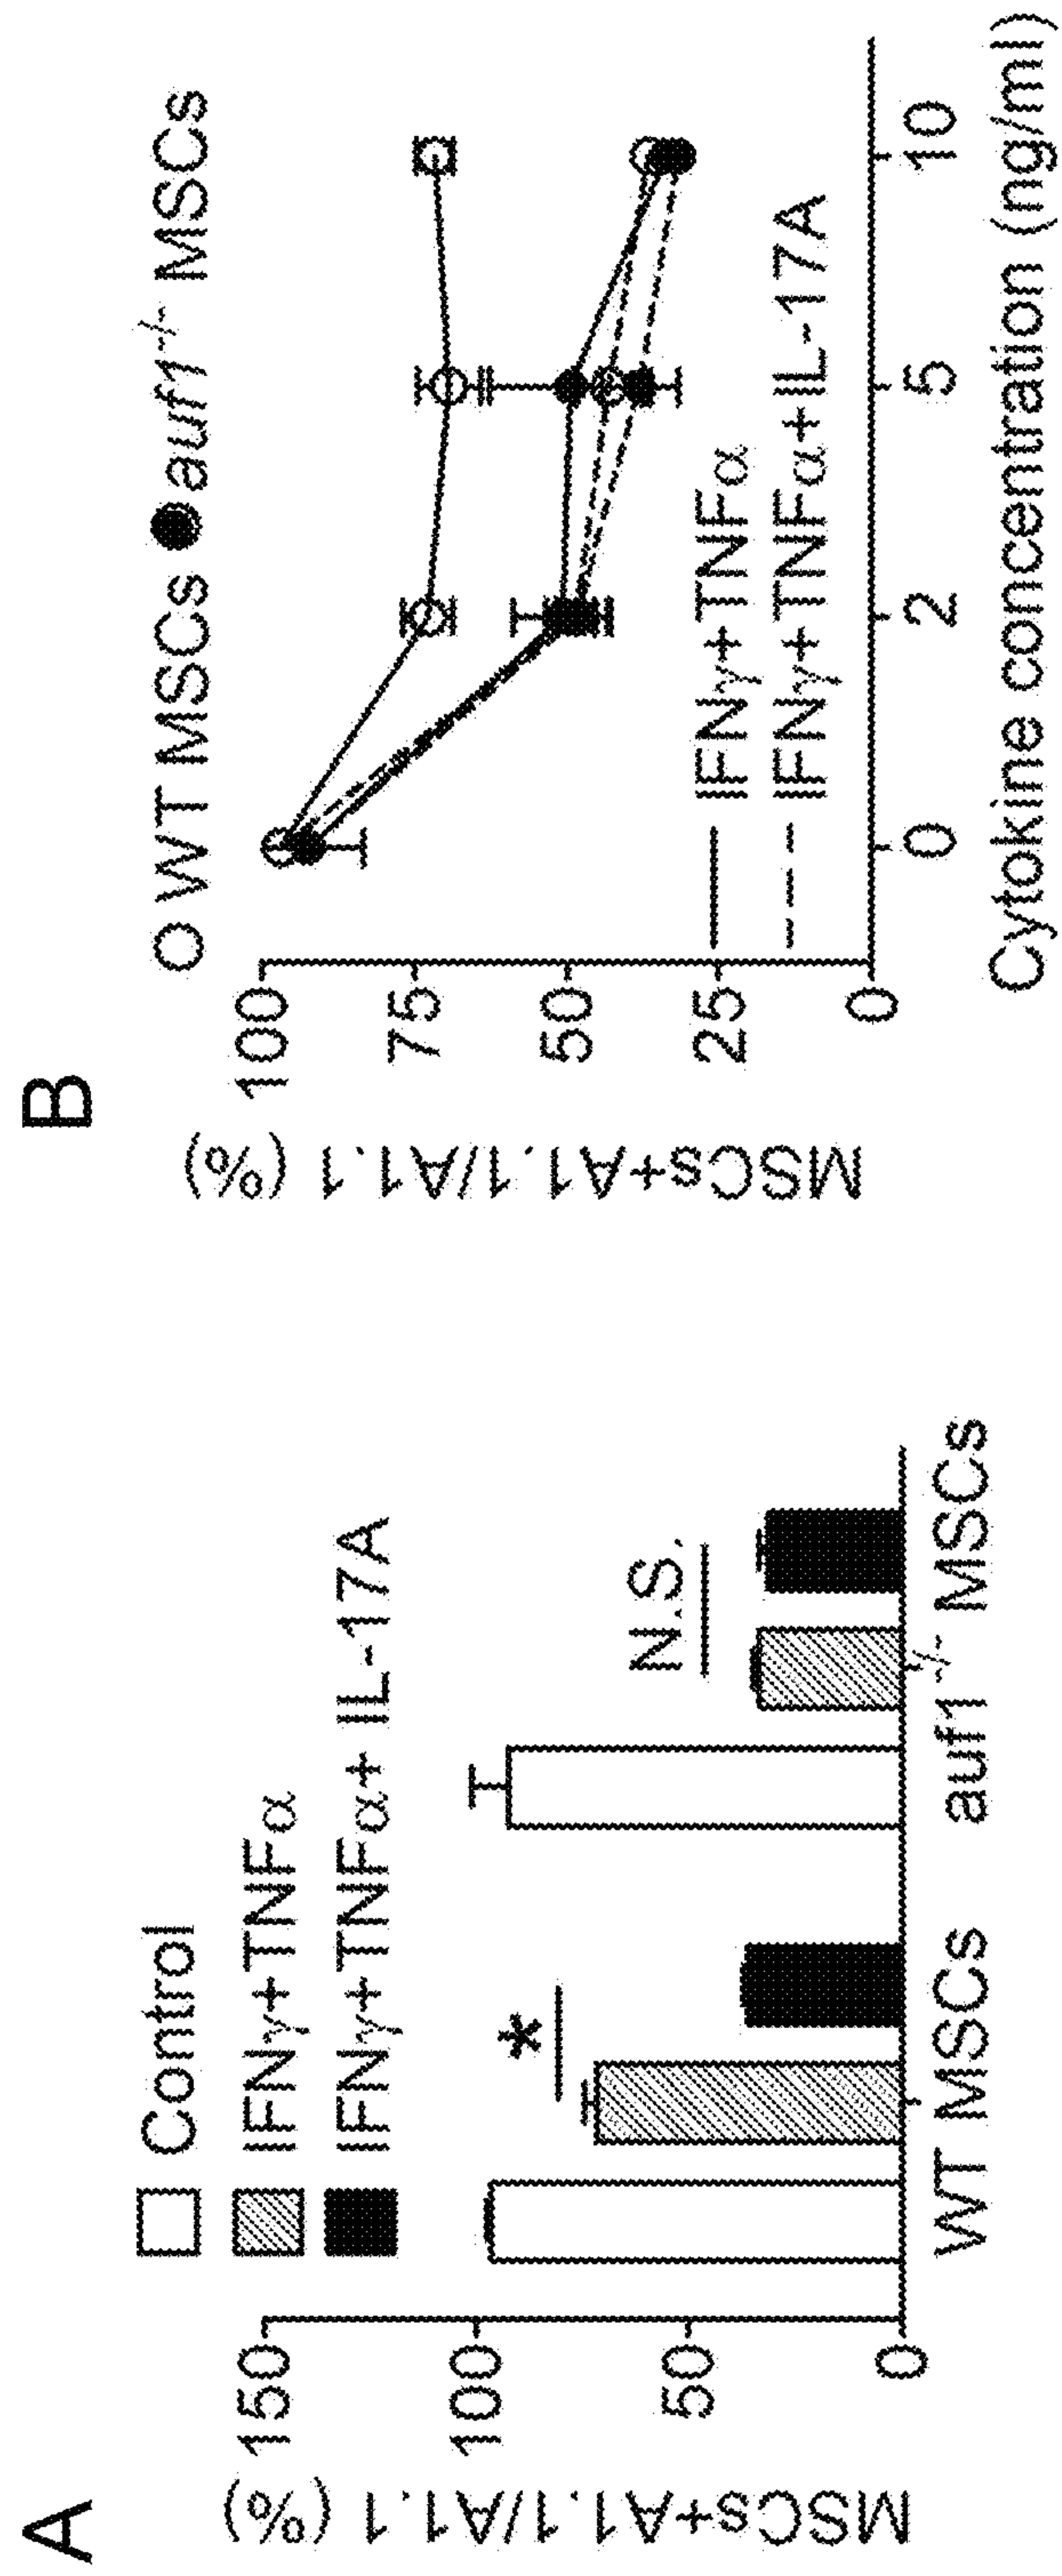 A
MSCs+A1.1/A1.1 (%)
150
100
50
0
Control
IFNγ+TNFα
IFNγ+TNFα+ IL-17A
*
N.S.
WT MSCs
auf1-/- MSCs
B
MSCs+A1.1/A1.1 (%)
100
75
50
25
0
WT MSCs auf1-/- MSCs
IFNγ+TNFα
IFNγ+TNFα+IL-17A
0 2 5 10
Cytokine concentration (ng/ml)